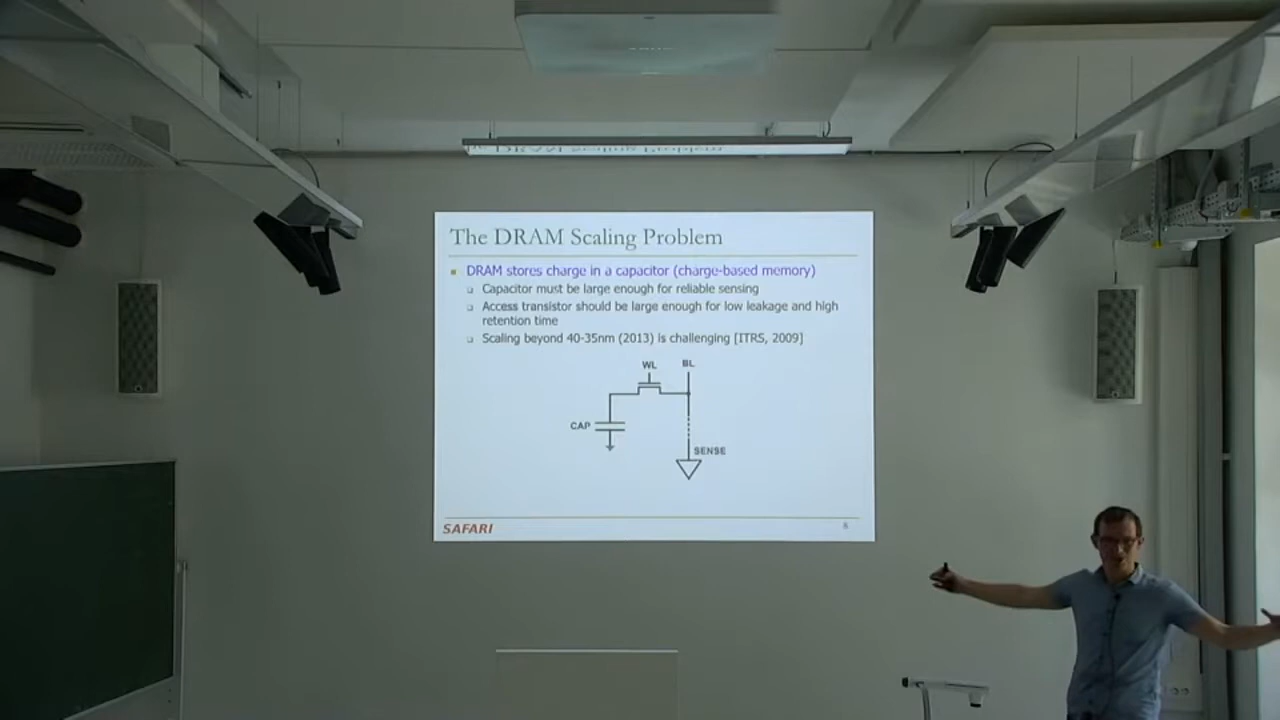 The DRAM Scaling Problem
DRAM stores charge in a capacitor (charge-based memory)
Capacitor must be large enough for reliable sensing
Access transistor should be large enough for low leakage and high
retention time
Scaling beyond 40-35nm (2013) is challenging [ITRS, 2009]
WL BL
CAP
SENSE
SAFARI